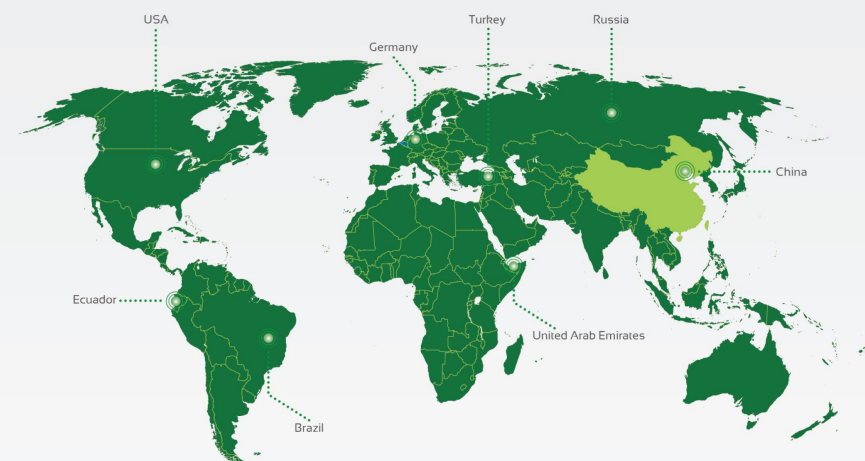 USA
Turkey
Russia
Germany
China
Ecuador
United Arab Emirates
Brazil